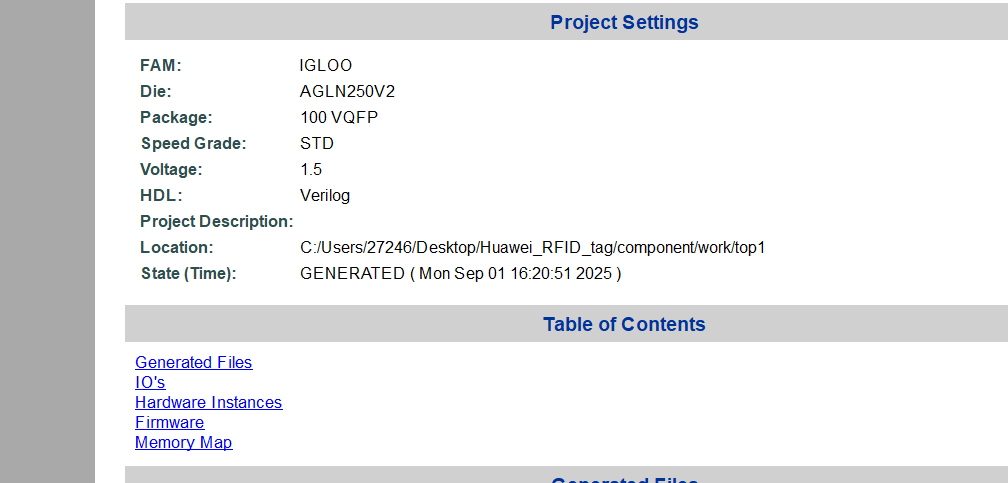 Project Settings
FAM: IGLOO
Die: AGLN250V2
Package: 100 VQFP
Speed Grade: STD
Voltage: 1.5
HDL: Verilog
Project Description:
Location: C:/Users/27246/Desktop/Huawei_RFID_tag/component/work/top1
State (Time): GENERATED ( Mon Sep 01 16:20:51 2025 )
Table of Contents
Generated Files
IO's
Hardware Instances
Firmware
Memory Map
Generated Files